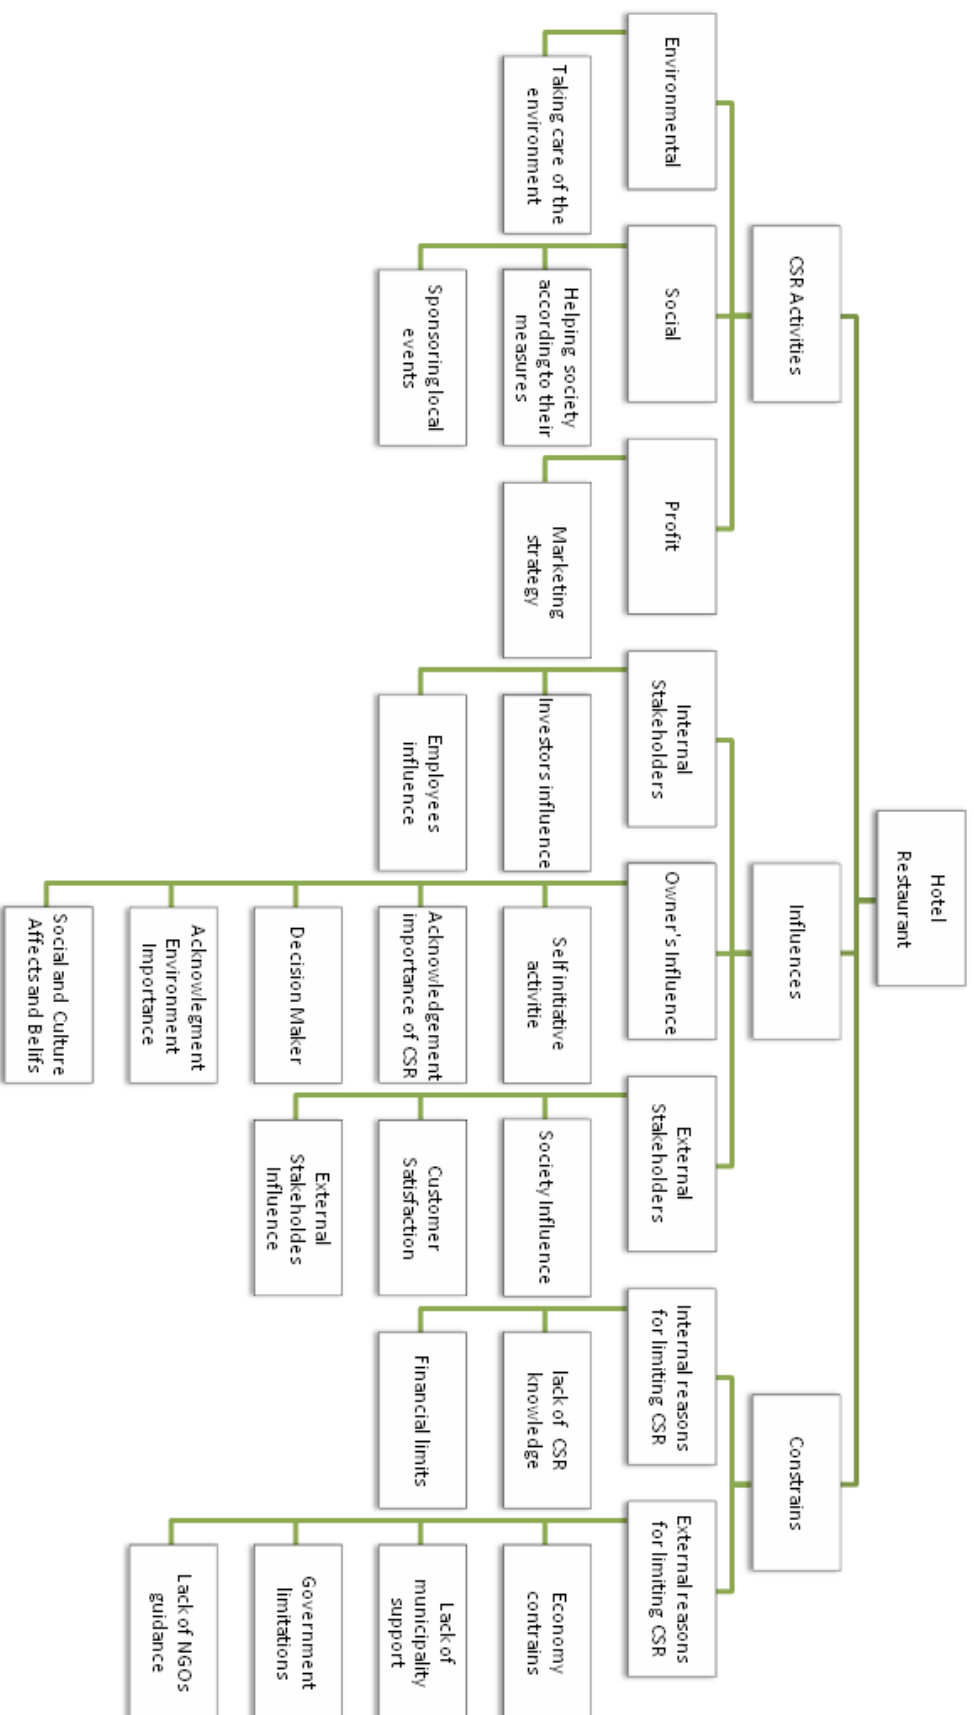 Hotel
Restaurant
CSR Activities
Influences
Constrains
Environmental
Social
Profit
Internal
Stakeholders
Owner's Influence
External
Stakeholders
Internal reasons
for limiting CSR
External reasons
for limiting CSR
Taking care of the
environment
Helping society
according to their
measures
Marketing
strategy
Investors influence
Self initiative
activitie
Society Influence
lack of CSR
knowledge
Economy
contrains
Sponsoring local
events
Employees
influence
Acknowledgement
importance of CSR
Customer
Satisfaction
Financial limits
Lack of
municipality
support
Decision Maker
External
Stakeholdes
Influence
Government
limitations
Acknowlegment
Environment
Importance
Lack of NGOs
guidance
Social and Culture
Affects and Belifs